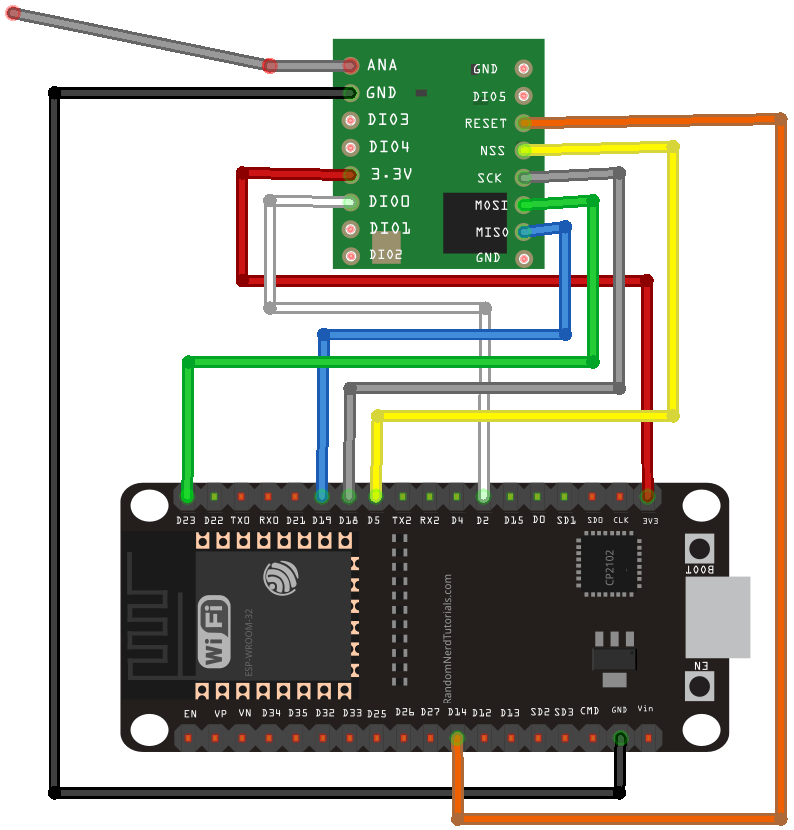 ANA
GND
DIO3
DIO4
3.3V
DIO0
DIO1
DIO2
GND
DIO5
RESET
NSS
SCK
MOSI
MISO
GND
D23 D22 TX0 RX0 D21 D19 D18 D5 TX2 RX2 D4 D2 D15 D0 SD1 SD0 CLK 3V3
WiFi
ESP-WROOM-32
RandomNerdTutorials.com
CP2102
BOOT
EN
EN VP VN D34 D35 D32 D33 D25 D26 D27 D14 D12 D13 SD2 SD3 CMD GND Vin